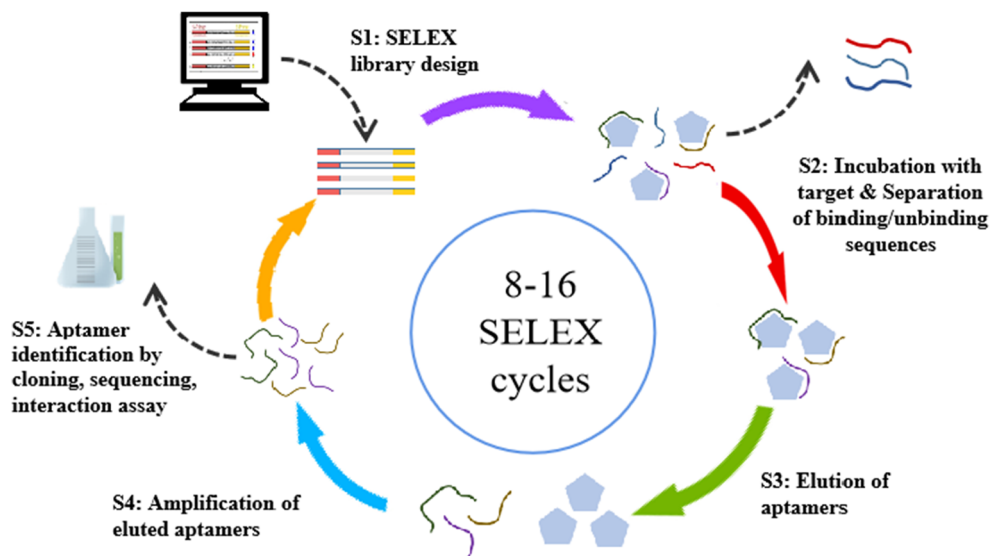 S1: SELEX
library design
S2: Incubation with
target & Separation
of binding/unbinding
sequences
8-16
SELEX
cycles
S3: Elution of
aptamers
S4: Amplification of
eluted aptamers
S5: Aptamer
identification by
cloning, sequencing,
interaction assay